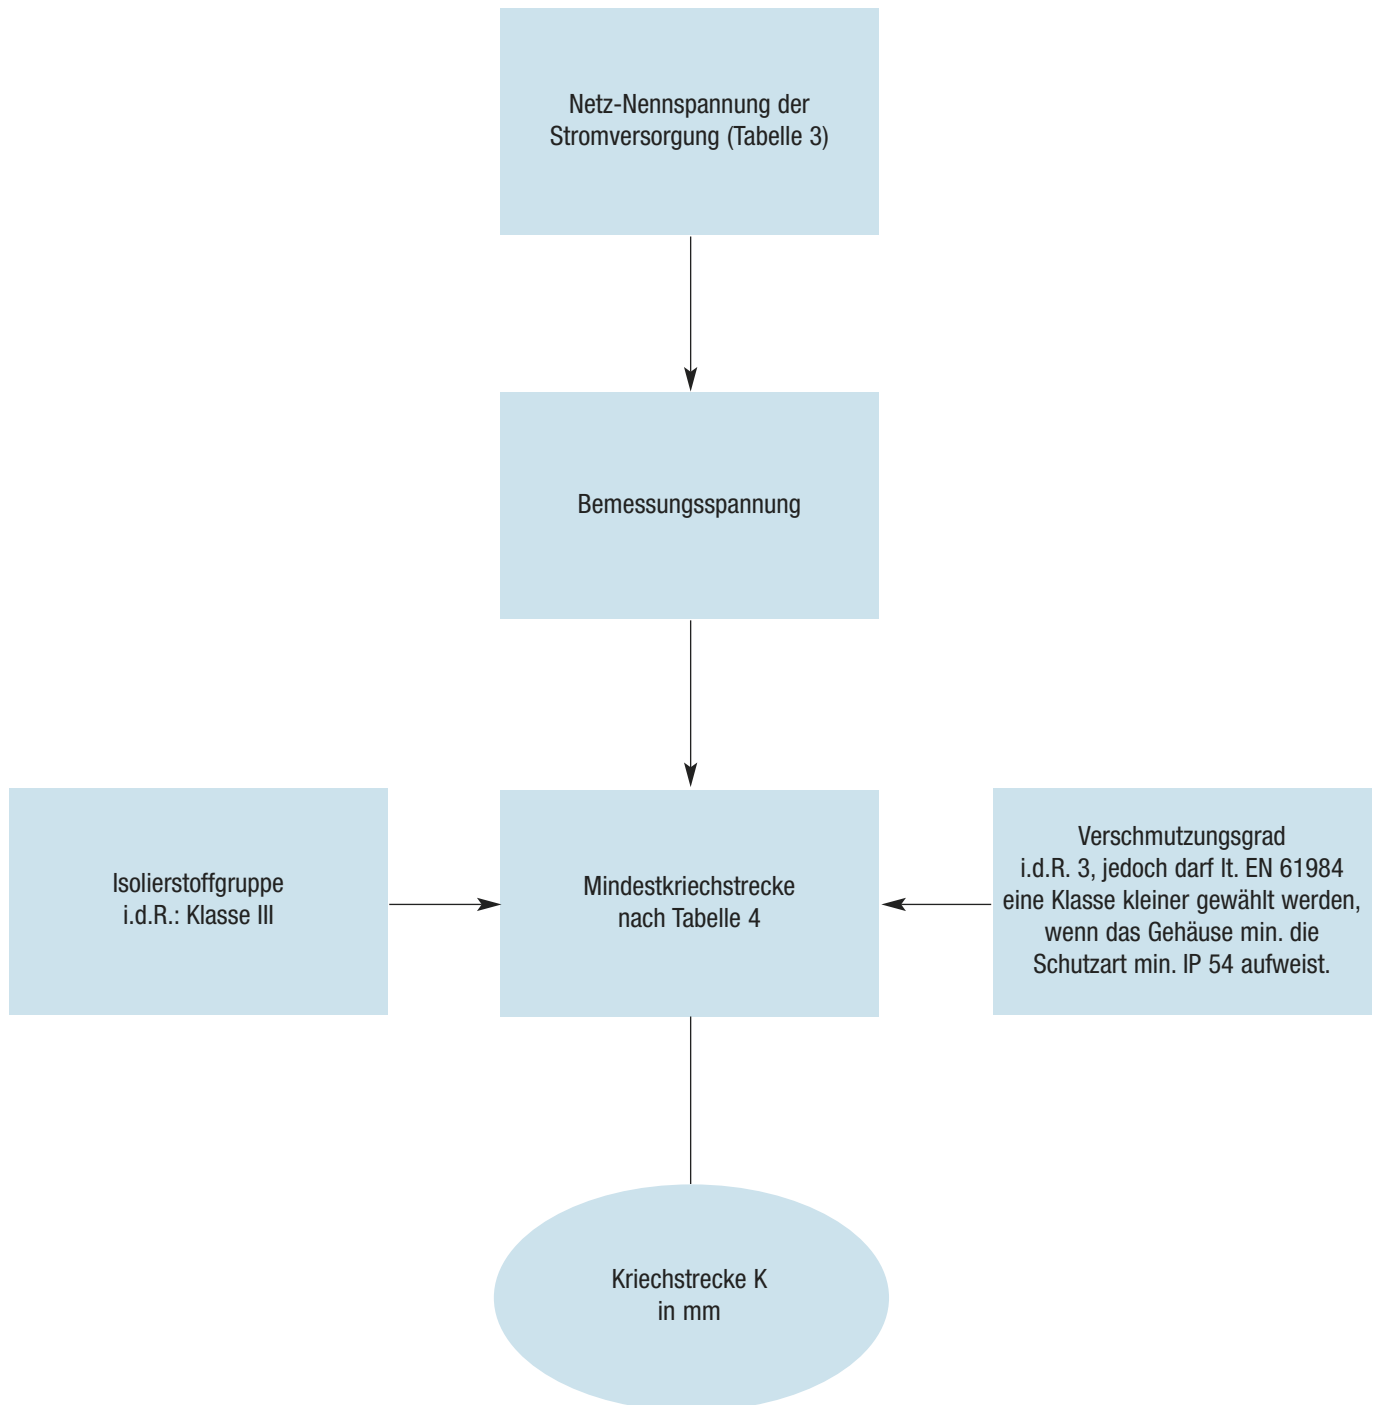 Netz-Nennspannung der
Stromversorgung (Tabelle 3)
Bemessungsspannung
Isolierstoffgruppe
i.d.R.: Klasse III
Mindestkriechstrecke
nach Tabelle 4
Verschmutzungsgrad
i.d.R. 3, jedoch darf lt. EN 61984
eine Klasse kleiner gewählt werden,
wenn das Gehäuse min. die
Schutzart min. IP 54 aufweist.
Kriechstrecke K
in mm